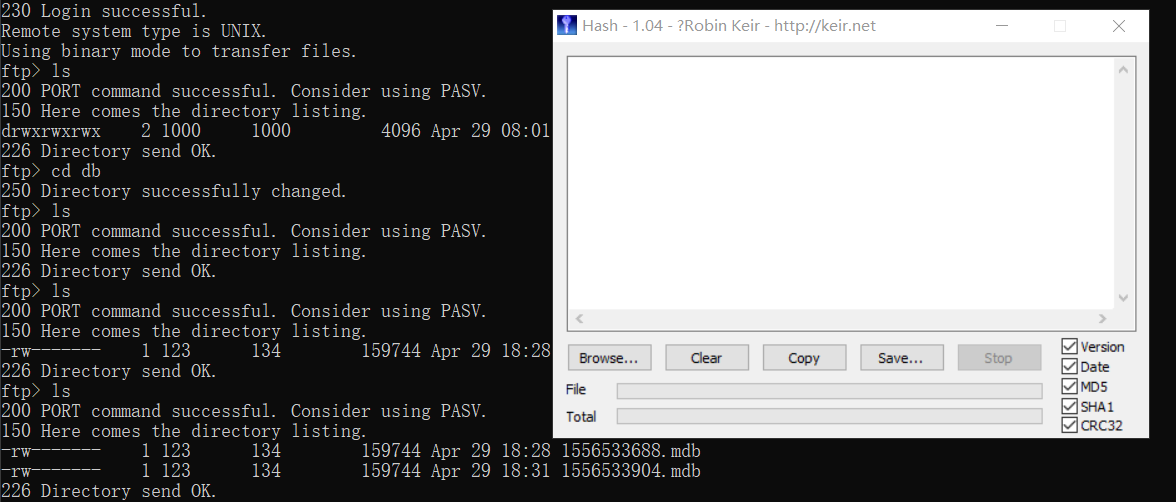 230 Login successful.
Remote system type is UNIX.
Using binary mode to transfer files.
ftp> ls
200 PORT command successful. Consider using PASV.
150 Here comes the directory listing.
drwxrwxrwx    2 1000     1000         4096 Apr 29 08:01
226 Directory send OK.
ftp> cd db
250 Directory successfully changed.
ftp> ls
200 PORT command successful. Consider using PASV.
150 Here comes the directory listing.
226 Directory send OK.
ftp> ls
200 PORT command successful. Consider using PASV.
150 Here comes the directory listing.
-rw-------    1 123      134        159744 Apr 29 18:28
226 Directory send OK.
ftp> ls
200 PORT command successful. Consider using PASV.
150 Here comes the directory listing.
-rw-------    1 123      134        159744 Apr 29 18:28 1556533688.mdb
-rw-------    1 123      134        159744 Apr 29 18:31 1556533904.mdb
226 Directory send OK.
Hash - 1.04 - ?Robin Keir - http://keir.net
Browse... Clear Copy Save... Stop
File
Total
Version
Date
MD5
SHA1
CRC32